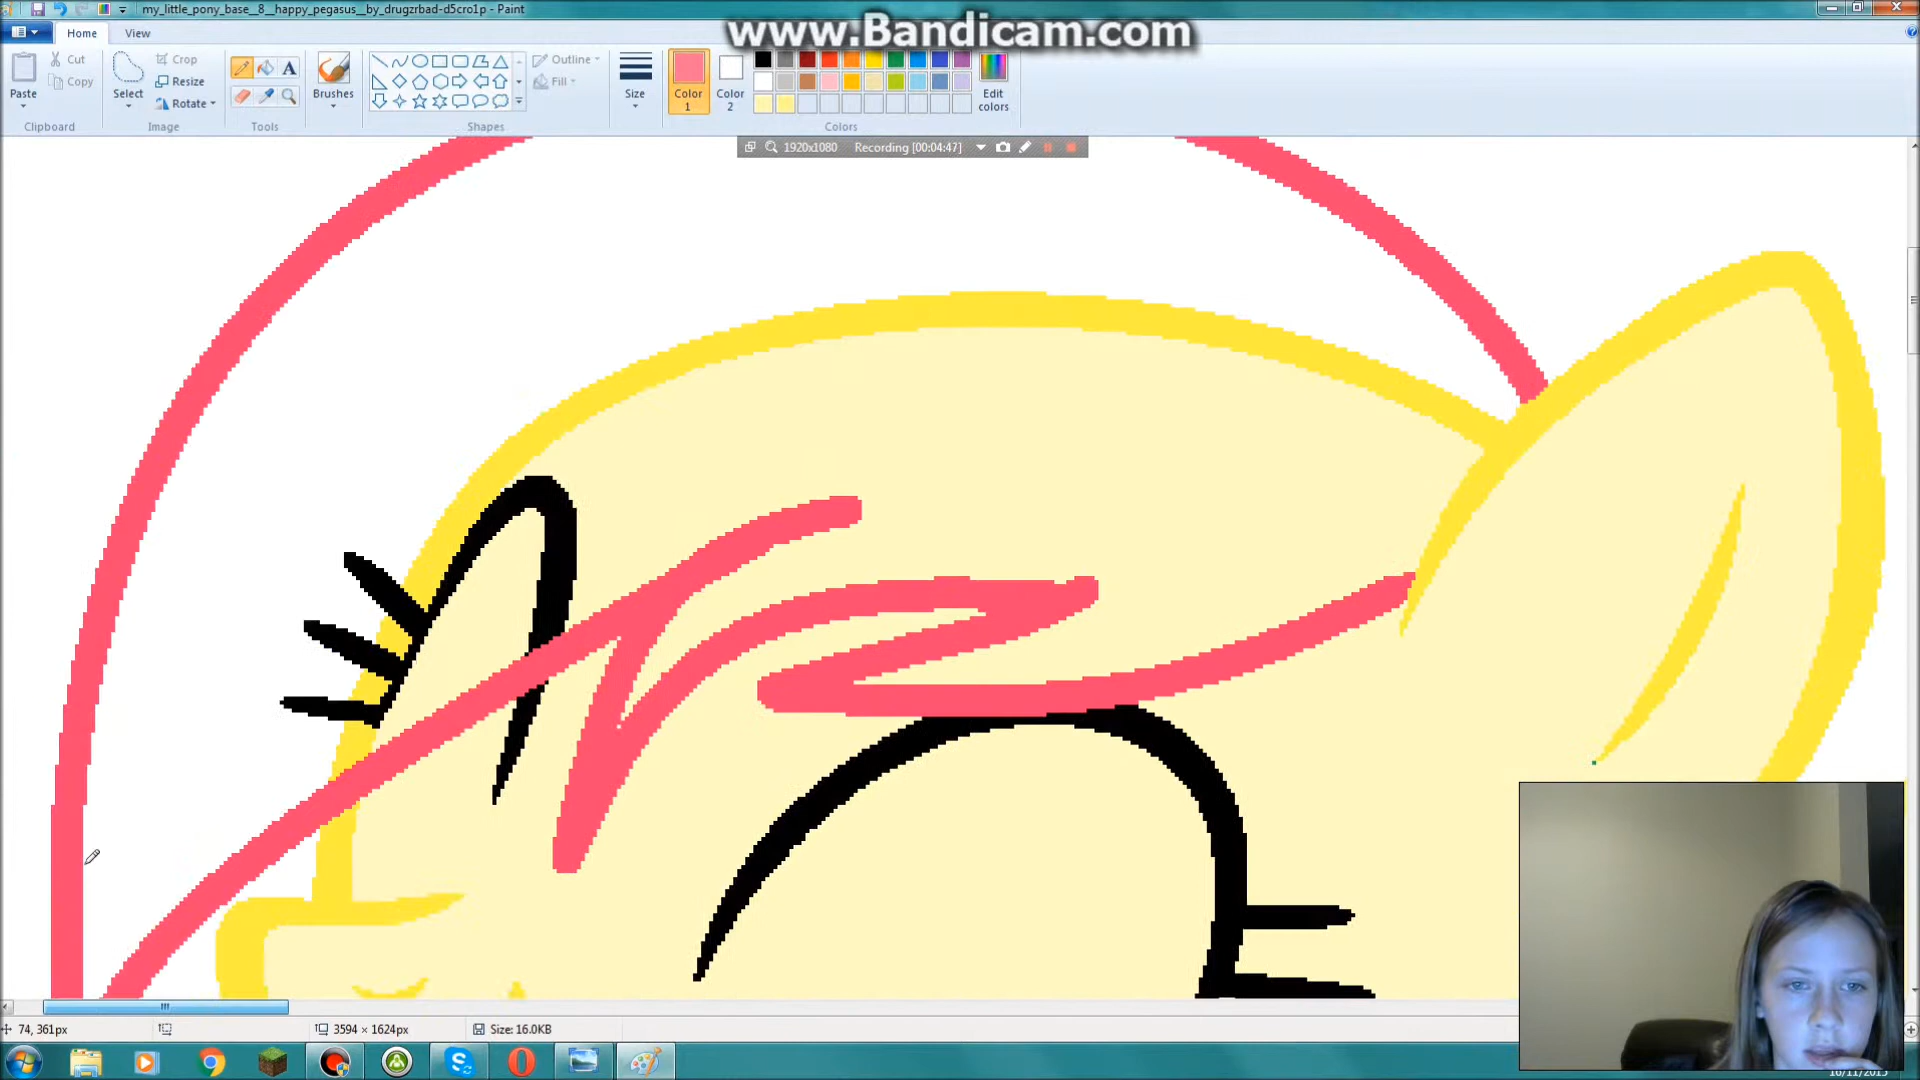 my_little_pony_base__8__happy_pegasus__by_drugzrbad-d5cro1p - Paint
www.Bandicam.com
Home
View
Paste
Cut
Copy
Clipboard
Select
Crop
Resize
Rotate
Image
Tools
Brushes
Shapes
Outline
Fill
Size
Color 1
Color 2
Edit colors
Colors
1920x1080 Recording [00:04:47]
74, 361px
3594 × 1624px
Size: 16.0KB